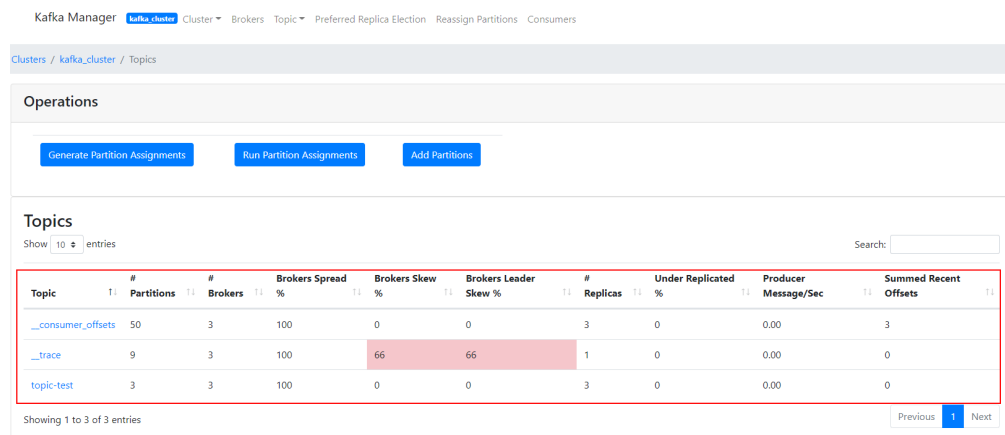 Kafka Manager kafka_cluster Cluster Brokers Topic Preferred Replica Election Reassign Partitions Consumers
Clusters / kafka_cluster / Topics
Operations
Generate Partition Assignments Run Partition Assignments Add Partitions
Topics
Show 10 entries Search:
Topic # Partitions # Brokers Brokers Spread % Brokers Skew % Brokers Leader Skew % # Replicas Under Replicated % Producer Message/Sec Summed Recent Offsets
__consumer_offsets 50 3 100 0 0 3 0 0.00 3
__trace 9 3 100 66 66 1 0 0.00 0
topic-test 3 3 100 0 0 3 0 0.00 0
Showing 1 to 3 of 3 entries Previous 1 Next